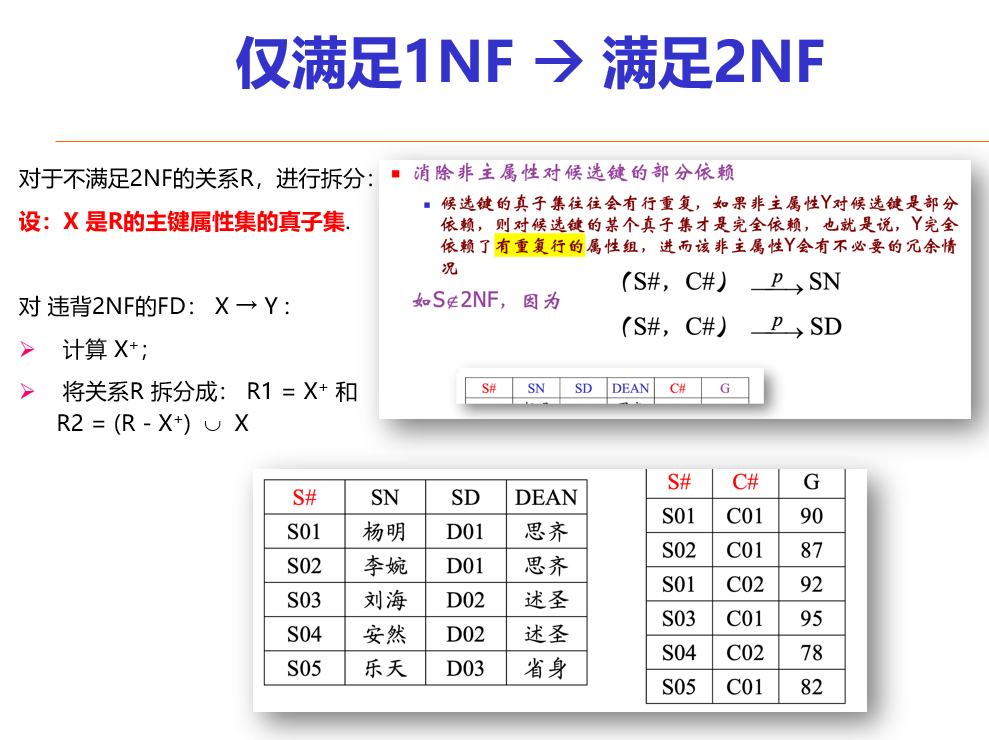 仅满足1NF → 满足2NF
对于不满足2NF的关系R，进行拆分：
设：X 是R的主键属性集的真子集.
对 违背2NF的FD： X → Y :
计算 X⁺;
将关系R 拆分成： R1 = X⁺ 和
R2 = (R - X⁺) ∪ X
消除非主属性对候选键的部分依赖
候选键的真子集往往会有行重复，如果非主属性Y对候选键是部分
依赖，则对候选键的某个真子集才是完全依赖，也就是说，Y完全
依赖了有重复行的属性组，进而该非主属性Y会有不必要的冗余情
况
(S#, C#) p→ SN
如S∉2NF，因为
(S#, C#) p→ SD
S# SN SD DEAN C# G
S# SN SD DEAN
S01 杨明 D01 思齐
S02 李婉 D01 思齐
S03 刘海 D02 述圣
S04 安然 D02 述圣
S05 乐天 D03 省身
S# C# G
S01 C01 90
S02 C01 87
S01 C02 92
S03 C01 95
S04 C02 78
S05 C01 82